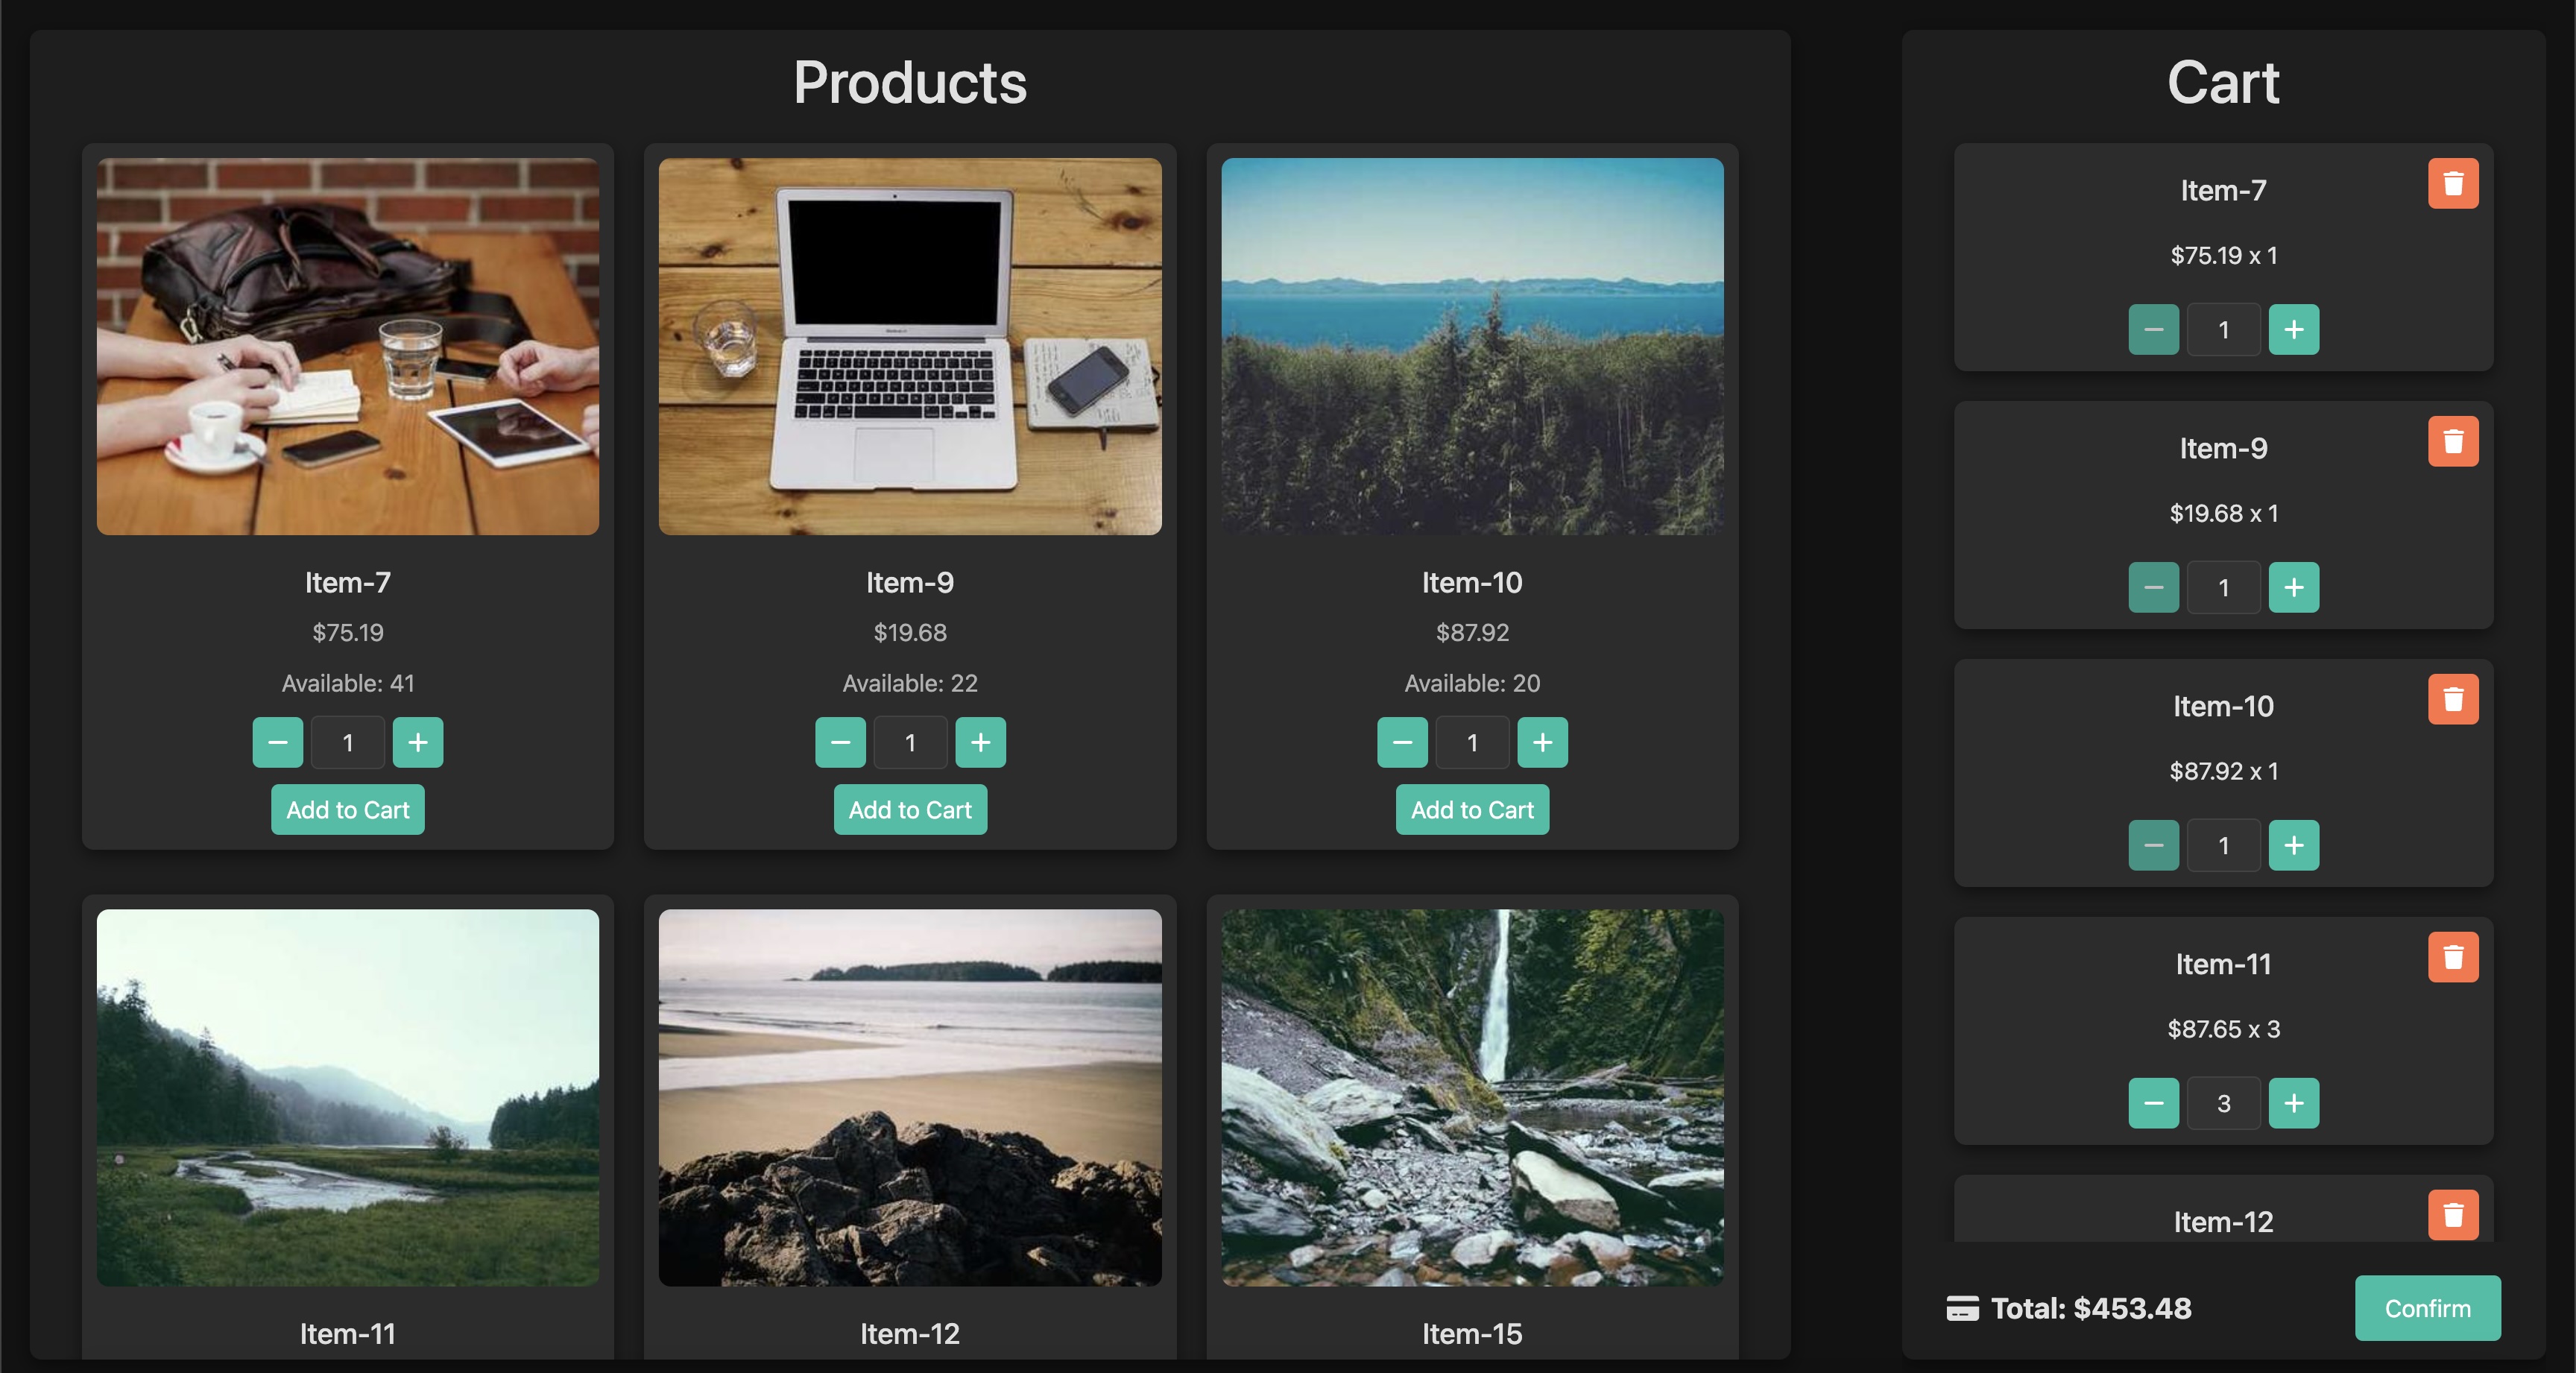 Products
Item-7
$75.19
Available: 41
1
Add to Cart
Item-9
$19.68
Available: 22
1
Add to Cart
Item-10
$87.92
Available: 20
1
Add to Cart
Item-11
Item-12
Item-15
Cart
Item-7
$75.19 x 1
1
Item-9
$19.68 x 1
1
Item-10
$87.92 x 1
1
Item-11
$87.65 x 3
3
Item-12
Total: $453.48
Confirm